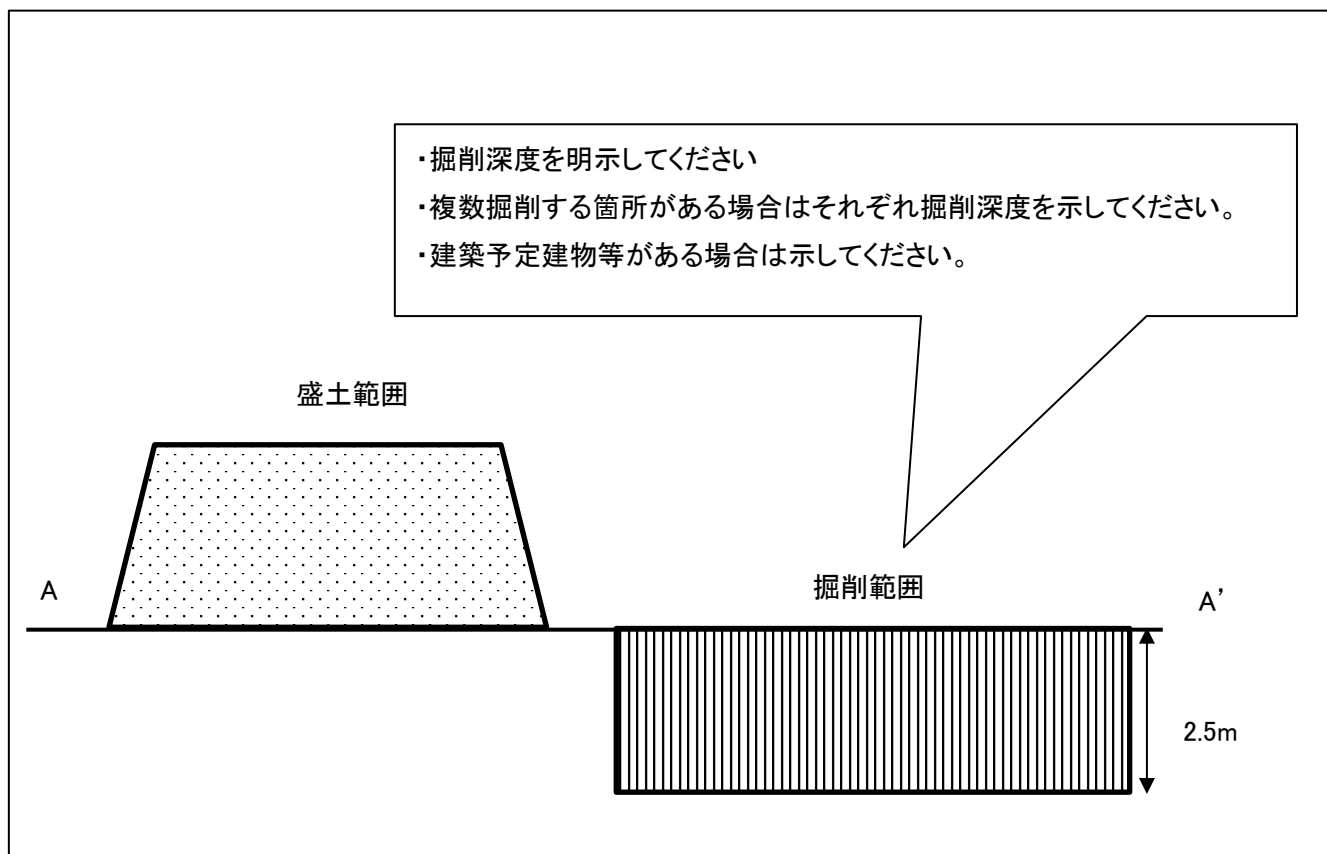 ・掘削深度を明示してください
・複数掘削する箇所がある場合はそれぞれ掘削深度を示してください。
・建築予定建物等がある場合は示してください。
盛土範囲
掘削範囲
A
A’
2.5m